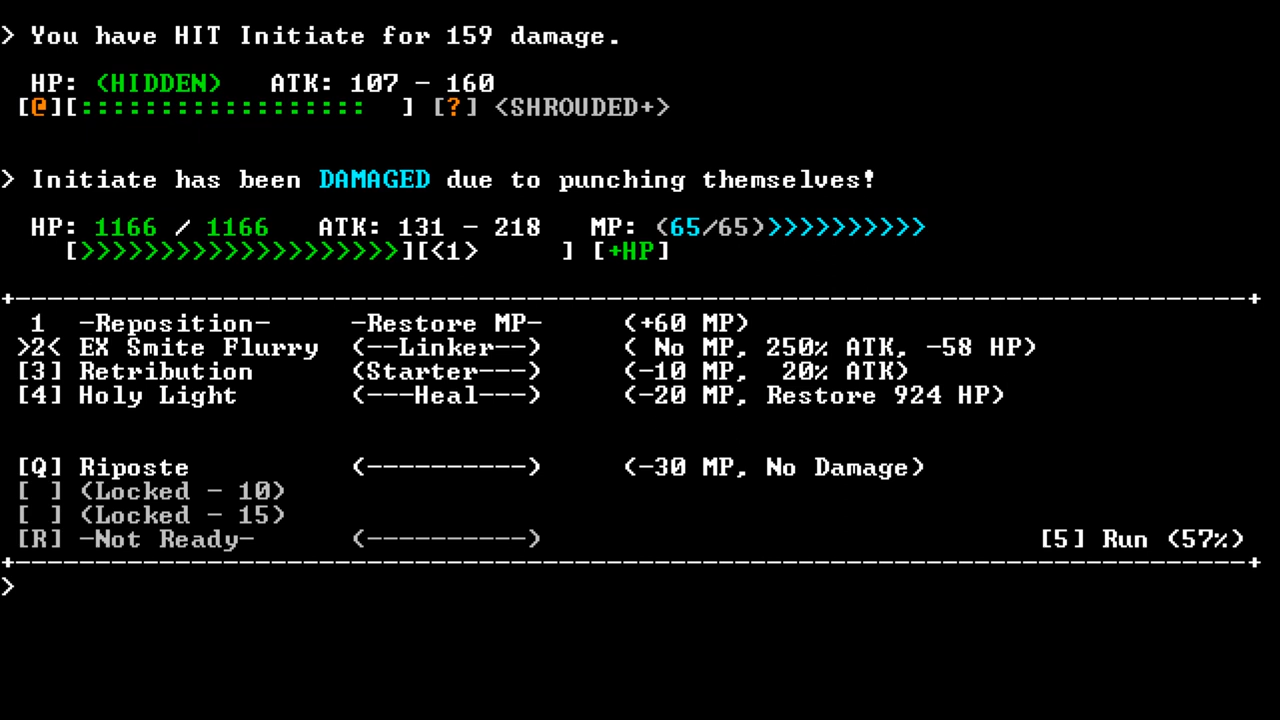 > You have HIT Initiate for 159 damage.
HP: <HIDDEN> ATK: 107 - 160
[@][:::::::::::::::::: ] [?] <SHROUDED+>
> Initiate has been DAMAGED due to punching themselves!
HP: 1166 / 1166 ATK: 131 - 218 MP: (65/65)>>>>>>>>>>
[>>>>>>>>>>>>>>>>>>>>][<1> ] [+HP]
+------------------------------------------------------------------------------+
1 -Reposition- -Restore MP- (+60 MP)
>2< EX Smite Flurry (--Linker--) ( No MP, 250% ATK, -58 HP)
[3] Retribution (Starter---) (-10 MP, 20% ATK)
[4] Holy Light (---Heal---) (-20 MP, Restore 924 HP)
[Q] Riposte (----------) (-30 MP, No Damage)
[ ] (Locked - 10)
[ ] (Locked - 15)
[R] -Not Ready- (----------) [5] Run (57%)
+------------------------------------------------------------------------------+
>